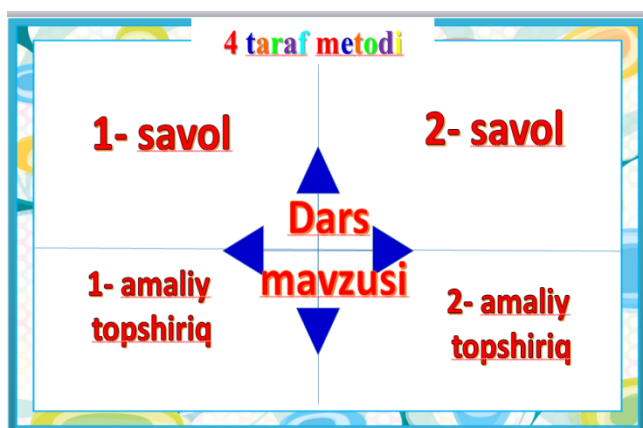 4 taraf metodi
1- savol
2- savol
Dars
mavzusi
1- amaliy
topshiriq
2- amaliy
topshiriq